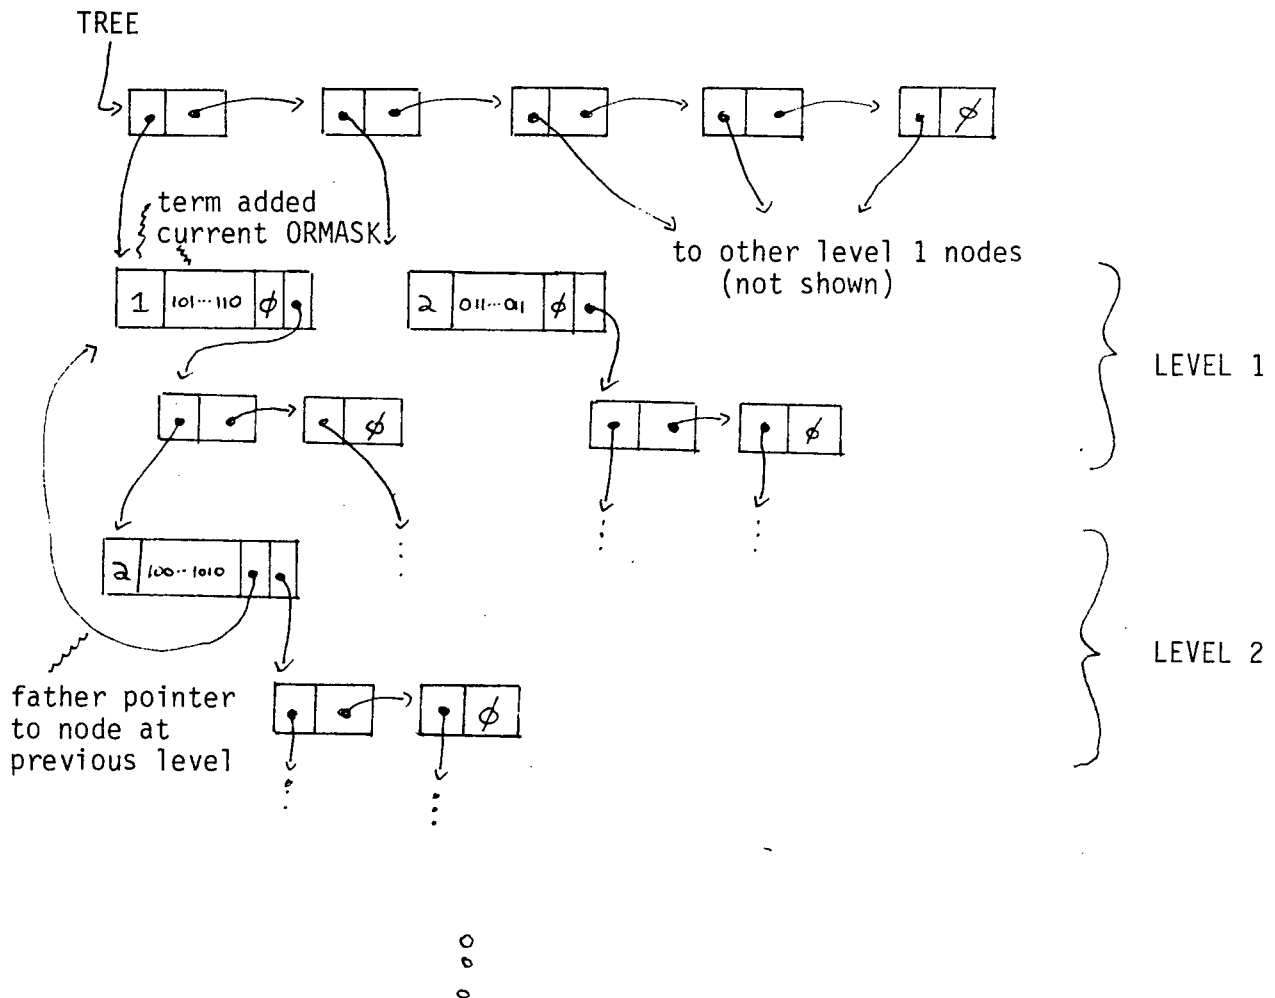 TREE
φ
term added
current ORMASK
to other level 1 nodes
(not shown)
1 101...110 φ
2 011...011 φ
LEVEL 1
φ
φ
2 100...1010
LEVEL 2
father pointer
to node at
previous level
φ